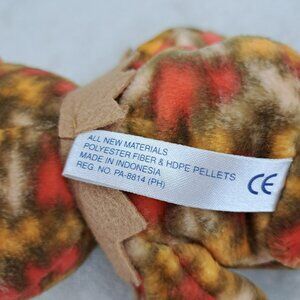 ALL NEW MATERIALS
POLYESTER FIBER & HDPE PELLETS
MADE IN INDONESIA
REG. NO. PA-8814 (PH)
CE